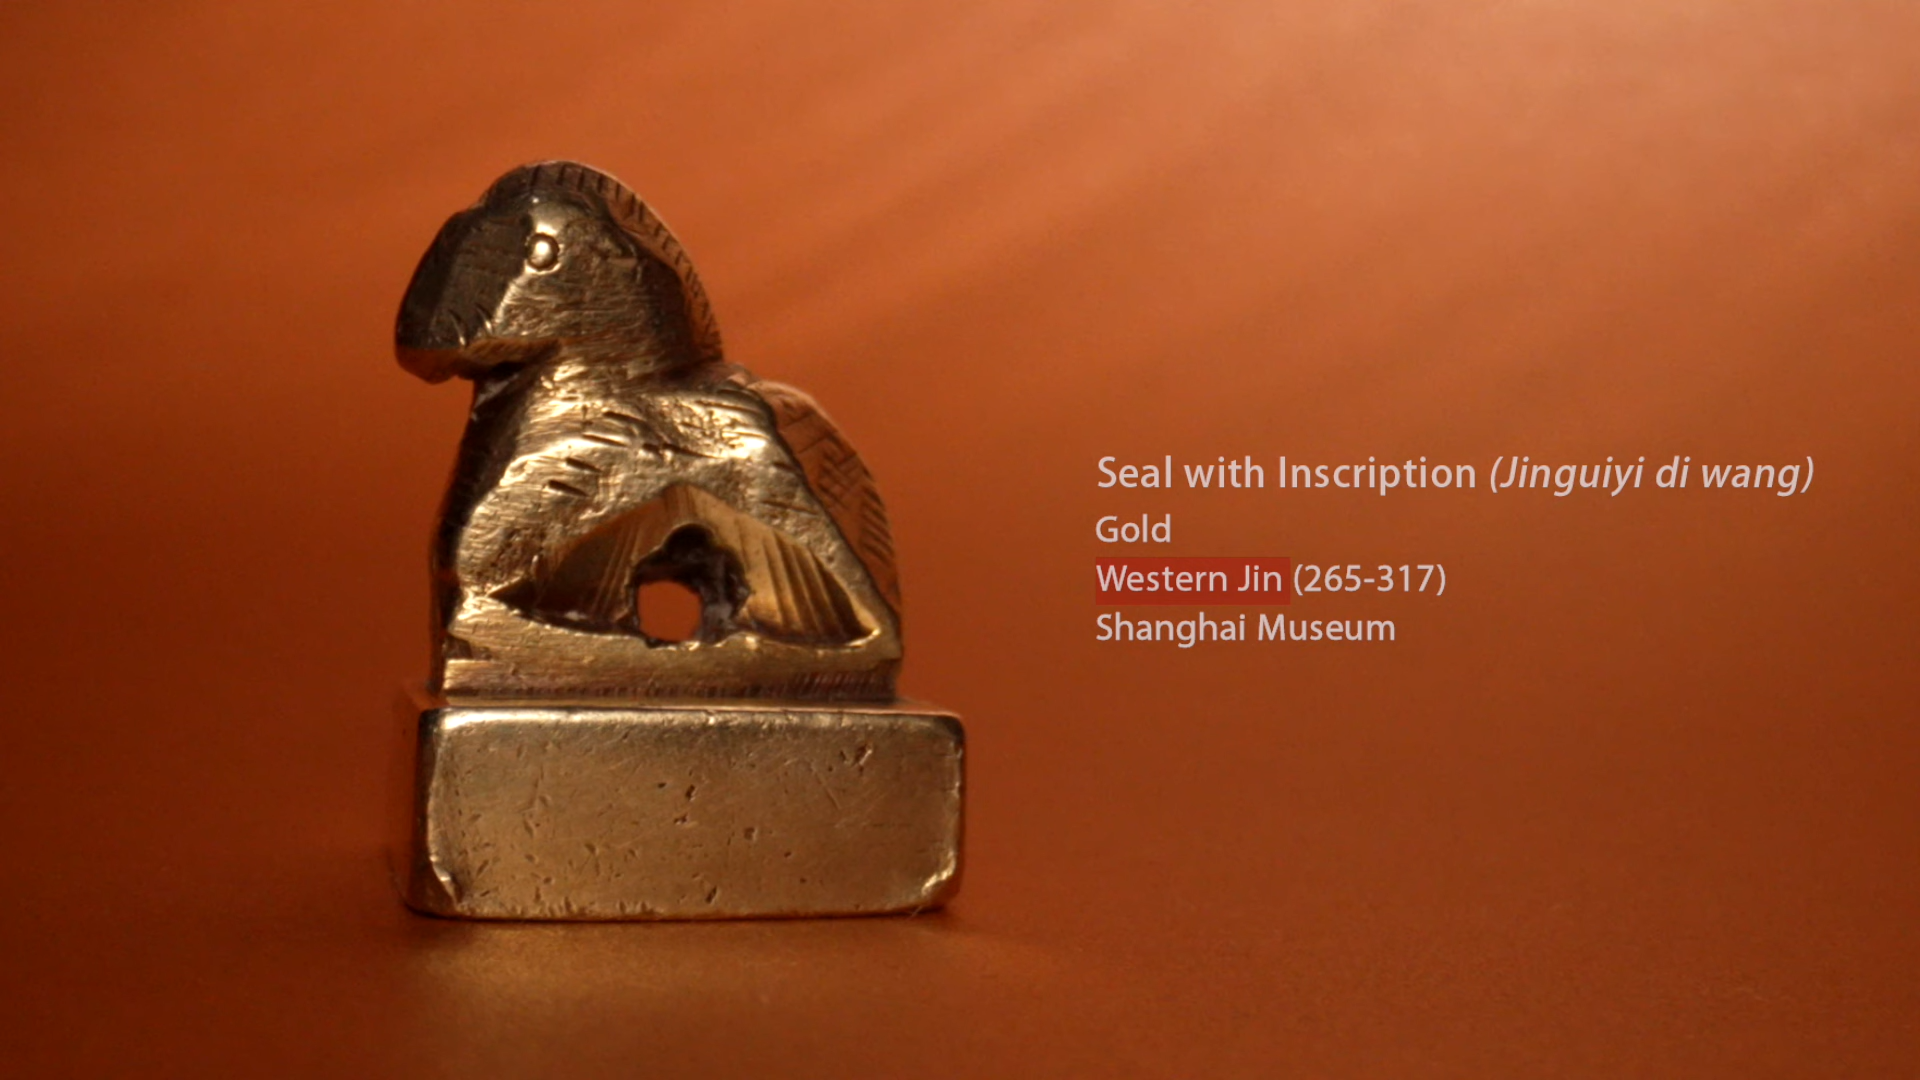 Seal with Inscription (Jinguiyi di wang)
Gold
Western Jin (265-317)
Shanghai Museum